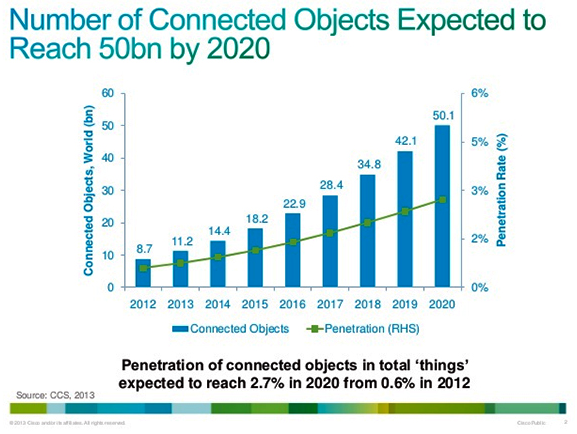 Number of Connected Objects Expected to
Reach 50bn by 2020
Connected Objects, World (bn)
60
50
40
30
20
10
0
8.7
11.2
14.4
18.2
22.9
28.4
34.8
42.1
50.1
6%
5%
3%
2%
0%
Penetration Rate (%)
2012 2013 2014 2015 2016 2017 2018 2019 2020
Connected Objects Penetration (RHS)
Penetration of connected objects in total ‘things’
expected to reach 2.7% in 2020 from 0.6% in 2012
Source: CCS, 2013
©2013 Cisco and/or its affiliates. All rights reserved.
Cisco Public
2